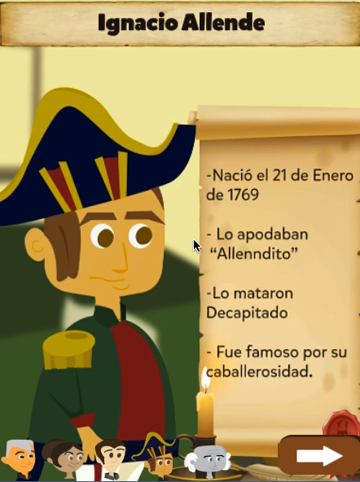 Ignacio Allende
-Nació el 21 de Enero
de 1769
- Lo apodaban
“Allenndito”
-Lo mataron
Decapitado
- Fue famoso por su
caballerosidad.